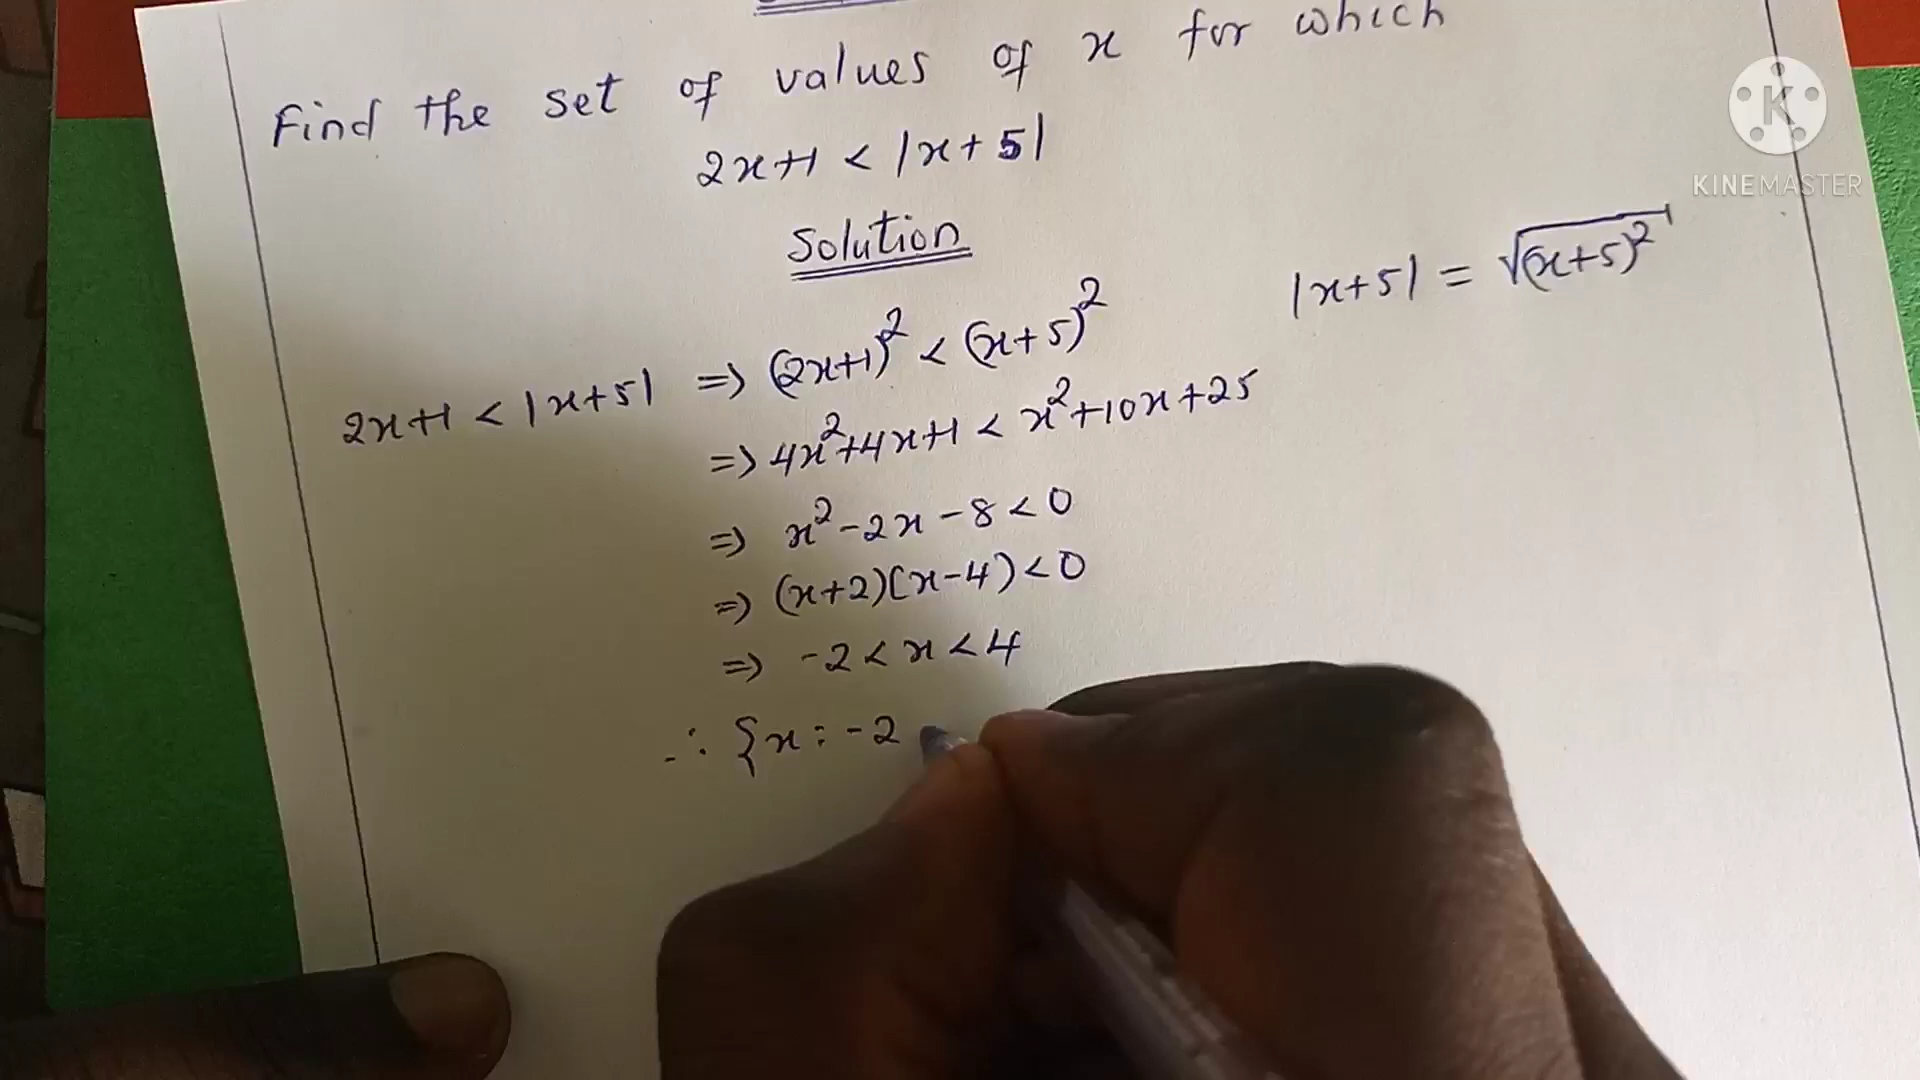 Find the set of values of x for which
2x+1 < |x+5|
Solution
|x+5| = √(x+5)²
2x+1 < |x+5| => (2x+1)² < (x+5)²
=> 4x²+4x+1 < x²+10x+25
=> x²-2x-8<0
=> (x+2)(x-4)<0
=> -2<x<4
∴ {x:-2
K
KINEMASTER